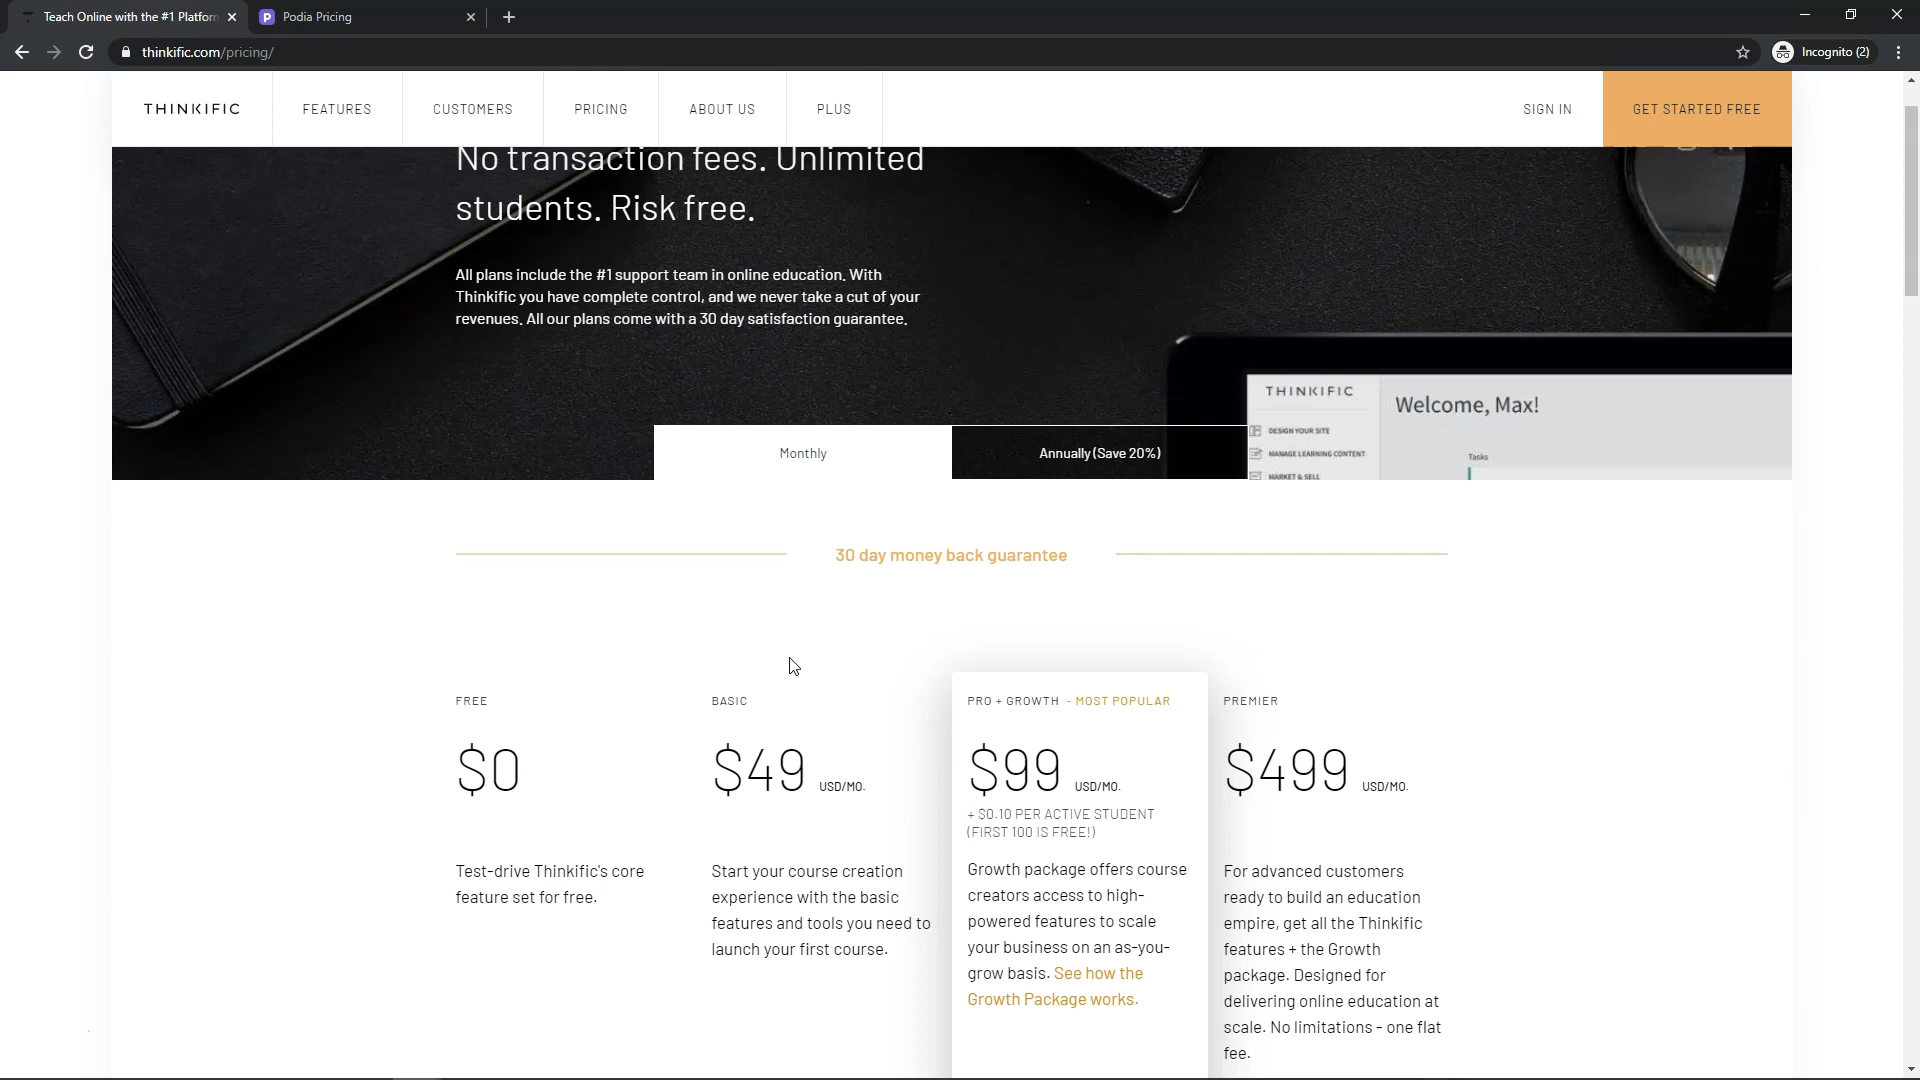 Teach Online with the #1 Platform
Podia Pricing
thinkific.com/pricing/
Incognito (2)
THINKIFIC
FEATURES
CUSTOMERS
PRICING
ABOUT US
PLUS
SIGN IN
GET STARTED FREE
No transaction fees. Unlimited
students. Risk free.
All plans include the #1 support team in online education. With
Thinkific you have complete control, and we never take a cut of your
revenues. All our plans come with a 30 day satisfaction guarantee.
THINKIFIC
Welcome, Max!
DESIGN YOUR SITE
MANAGE LEARNING CONTENT
Tasks
MARKET & SELL
Monthly
Annually (Save 20%)
30 day money back guarantee
FREE
$0
Test-drive Thinkific's core
feature set for free.
BASIC
$49 USD/MO.
Start your course creation
experience with the basic
features and tools you need to
launch your first course.
PRO + GROWTH - MOST POPULAR
$99 USD/MO.
+ $0.10 PER ACTIVE STUDENT
(FIRST 100 IS FREE!)
Growth package offers course
creators access to high-
powered features to scale
your business on an as-you-
grow basis. See how the
Growth Package works.
PREMIER
$499 USD/MO.
For advanced customers
ready to build an education
empire, get all the Thinkific
features + the Growth
package. Designed for
delivering online education at
scale. No limitations - one flat
fee.